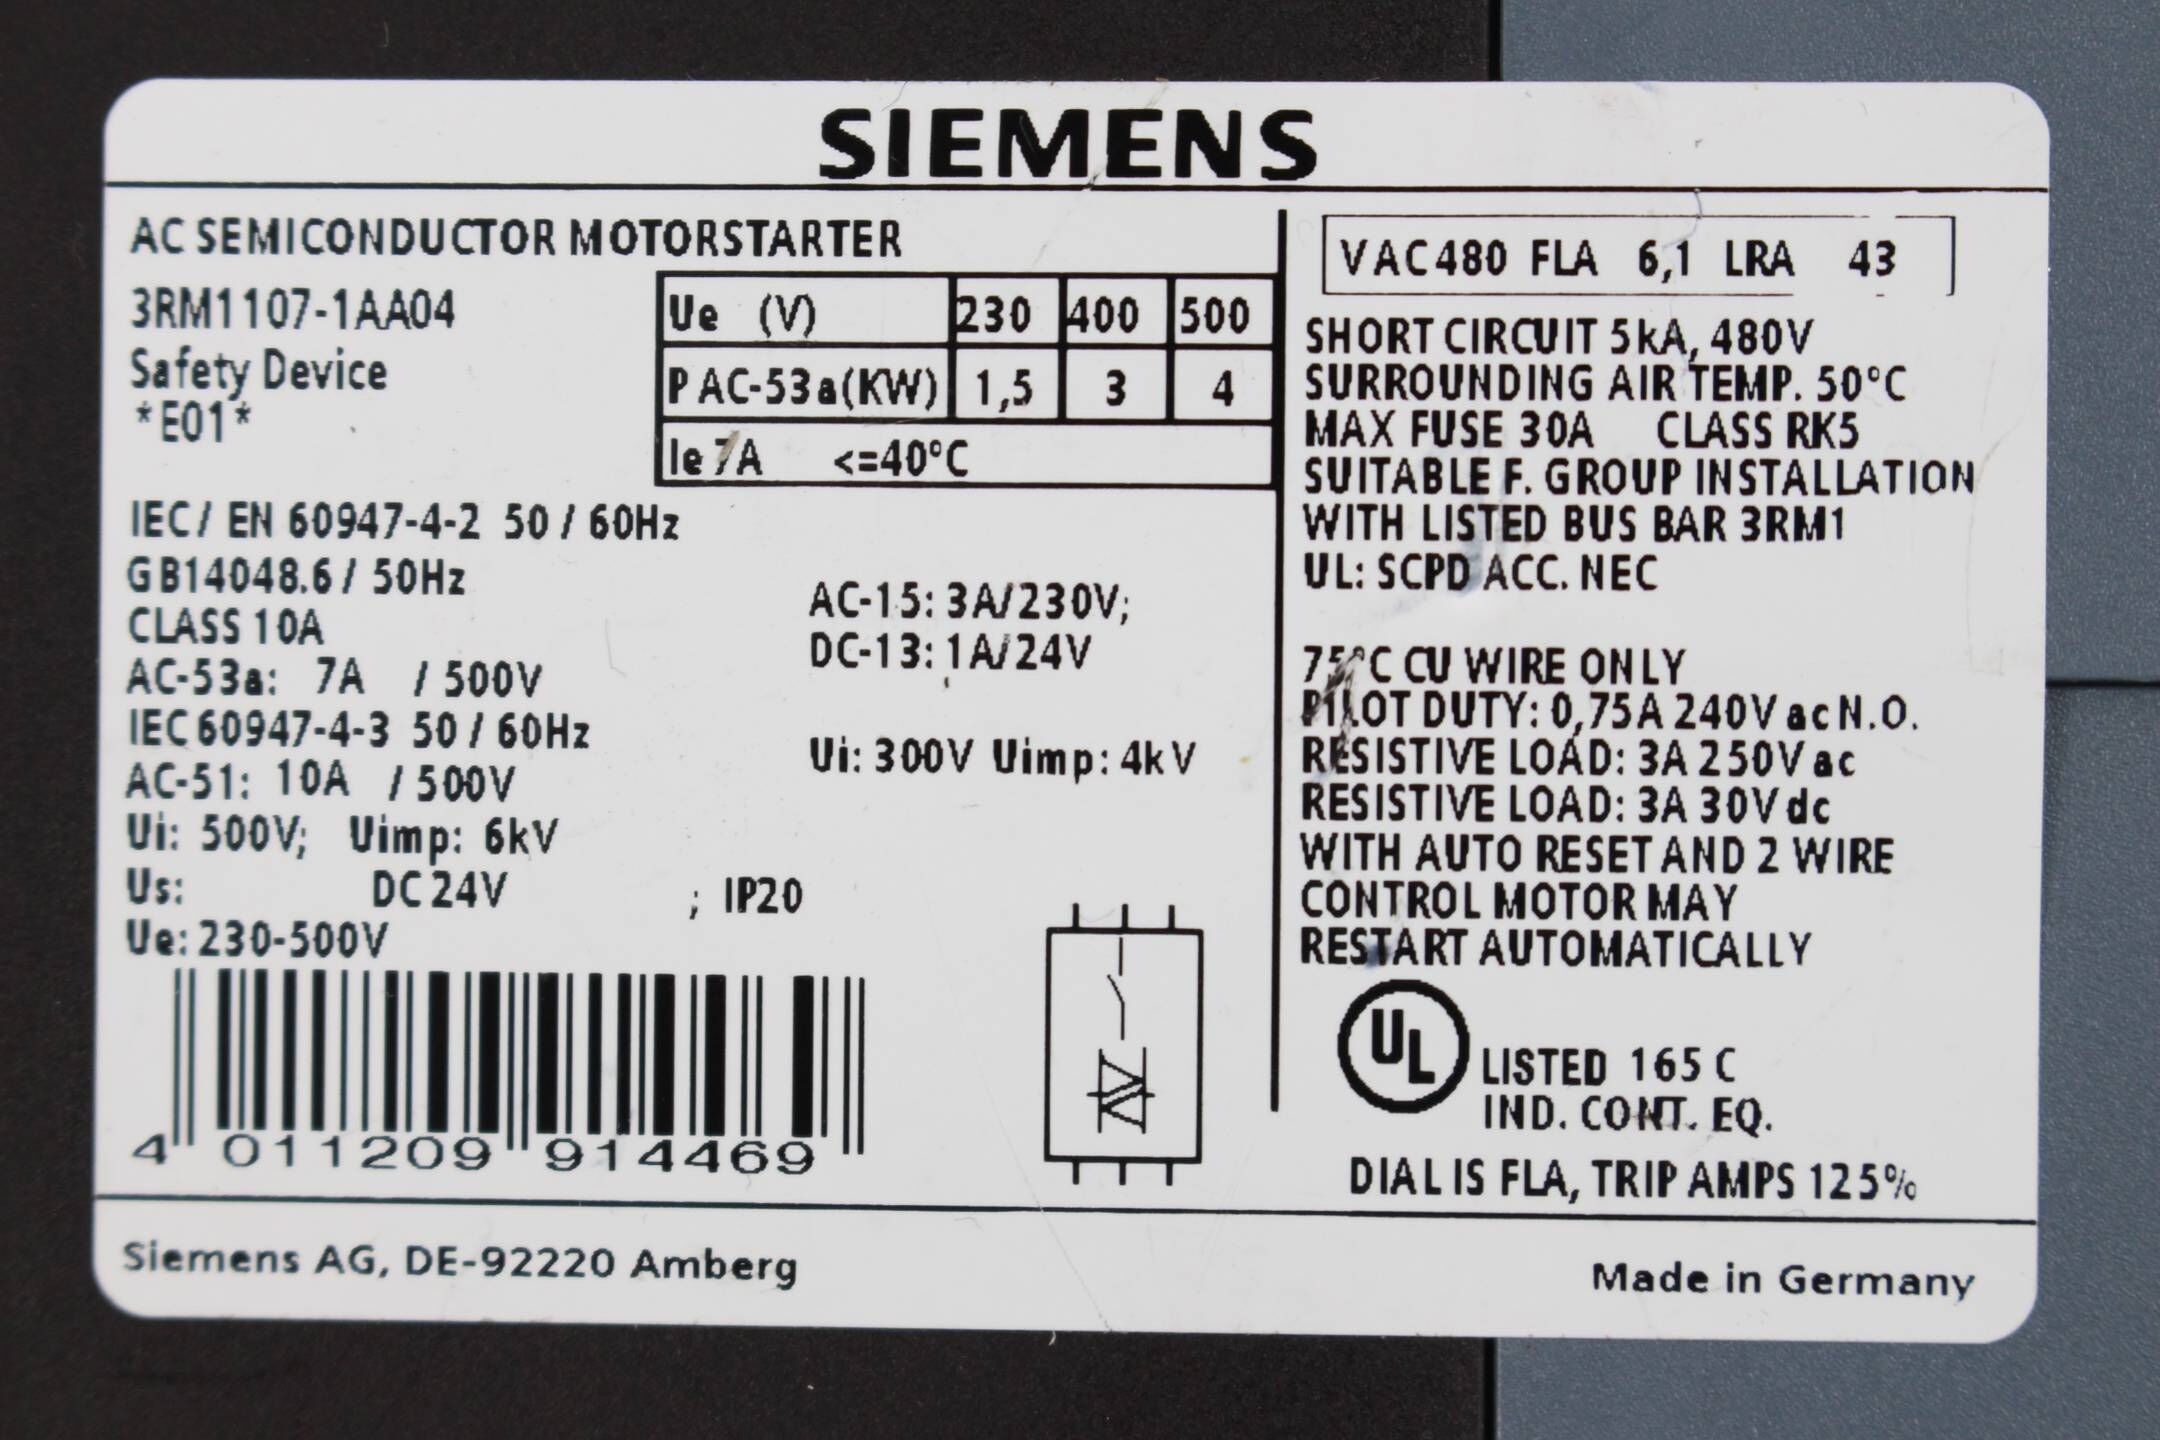 SIEMENS
AC SEMICONDUCTOR MOTORSTARTER
3RM1107-1AA04
Safety Device
*E01*
Ue (V) 230 400 500
P AC-53a(KW) 1,5 3 4
Ie 7A <=40°C
IEC/ EN 60947-4-2 50 / 60Hz
GB14048.6 / 50Hz
CLASS 10A
AC-53a: 7A / 500V
IEC 60947-4-3 50 / 60Hz
AC-51: 10A / 500V
Ui: 500V; Uimp: 6kV
Us: DC 24V ; IP20
Ue: 230-500V
AC-15: 3A/230V;
DC-13: 1A/24V
Ui: 300V Uimp: 4kV
4 011209 914469
VAC 480 FLA 6,1 LRA 43
SHORT CIRCUIT 5kA, 480V
SURROUNDING AIR TEMP. 50°C
MAX FUSE 30A CLASS RK5
SUITABLE F. GROUP INSTALLATION
WITH LISTED BUS BAR 3RM1
UL: SCPD ACC. NEC
75°C CU WIRE ONLY
PILOT DUTY: 0,75A 240V ac N.O.
RESISTIVE LOAD: 3A 250V ac
RESISTIVE LOAD: 3A 30V dc
WITH AUTO RESET AND 2 WIRE
CONTROL MOTOR MAY
RESTART AUTOMATICALLY
UL LISTED 165 C
IND. CONT. EQ.
DIAL IS FLA, TRIP AMPS 125%
Siemens AG, DE-92220 Amberg
Made in Germany